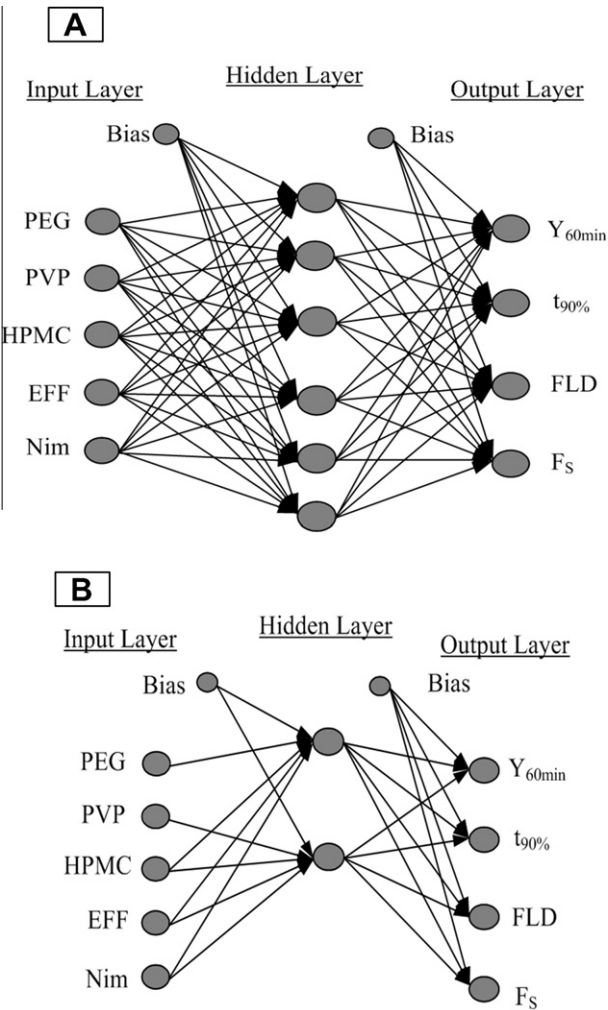 A
Hidden Layer
Input Layer
Output Layer
Bias
Bias
PEG
Y60min
PVP
t90%
HPMC
EFF
FLD
Nim
FS
B
Hidden Layer
Input Layer
Output Layer
Bias
Bias
PEG
Y60min
PVP
t90%
HPMC
EFF
FLD
Nim
FS